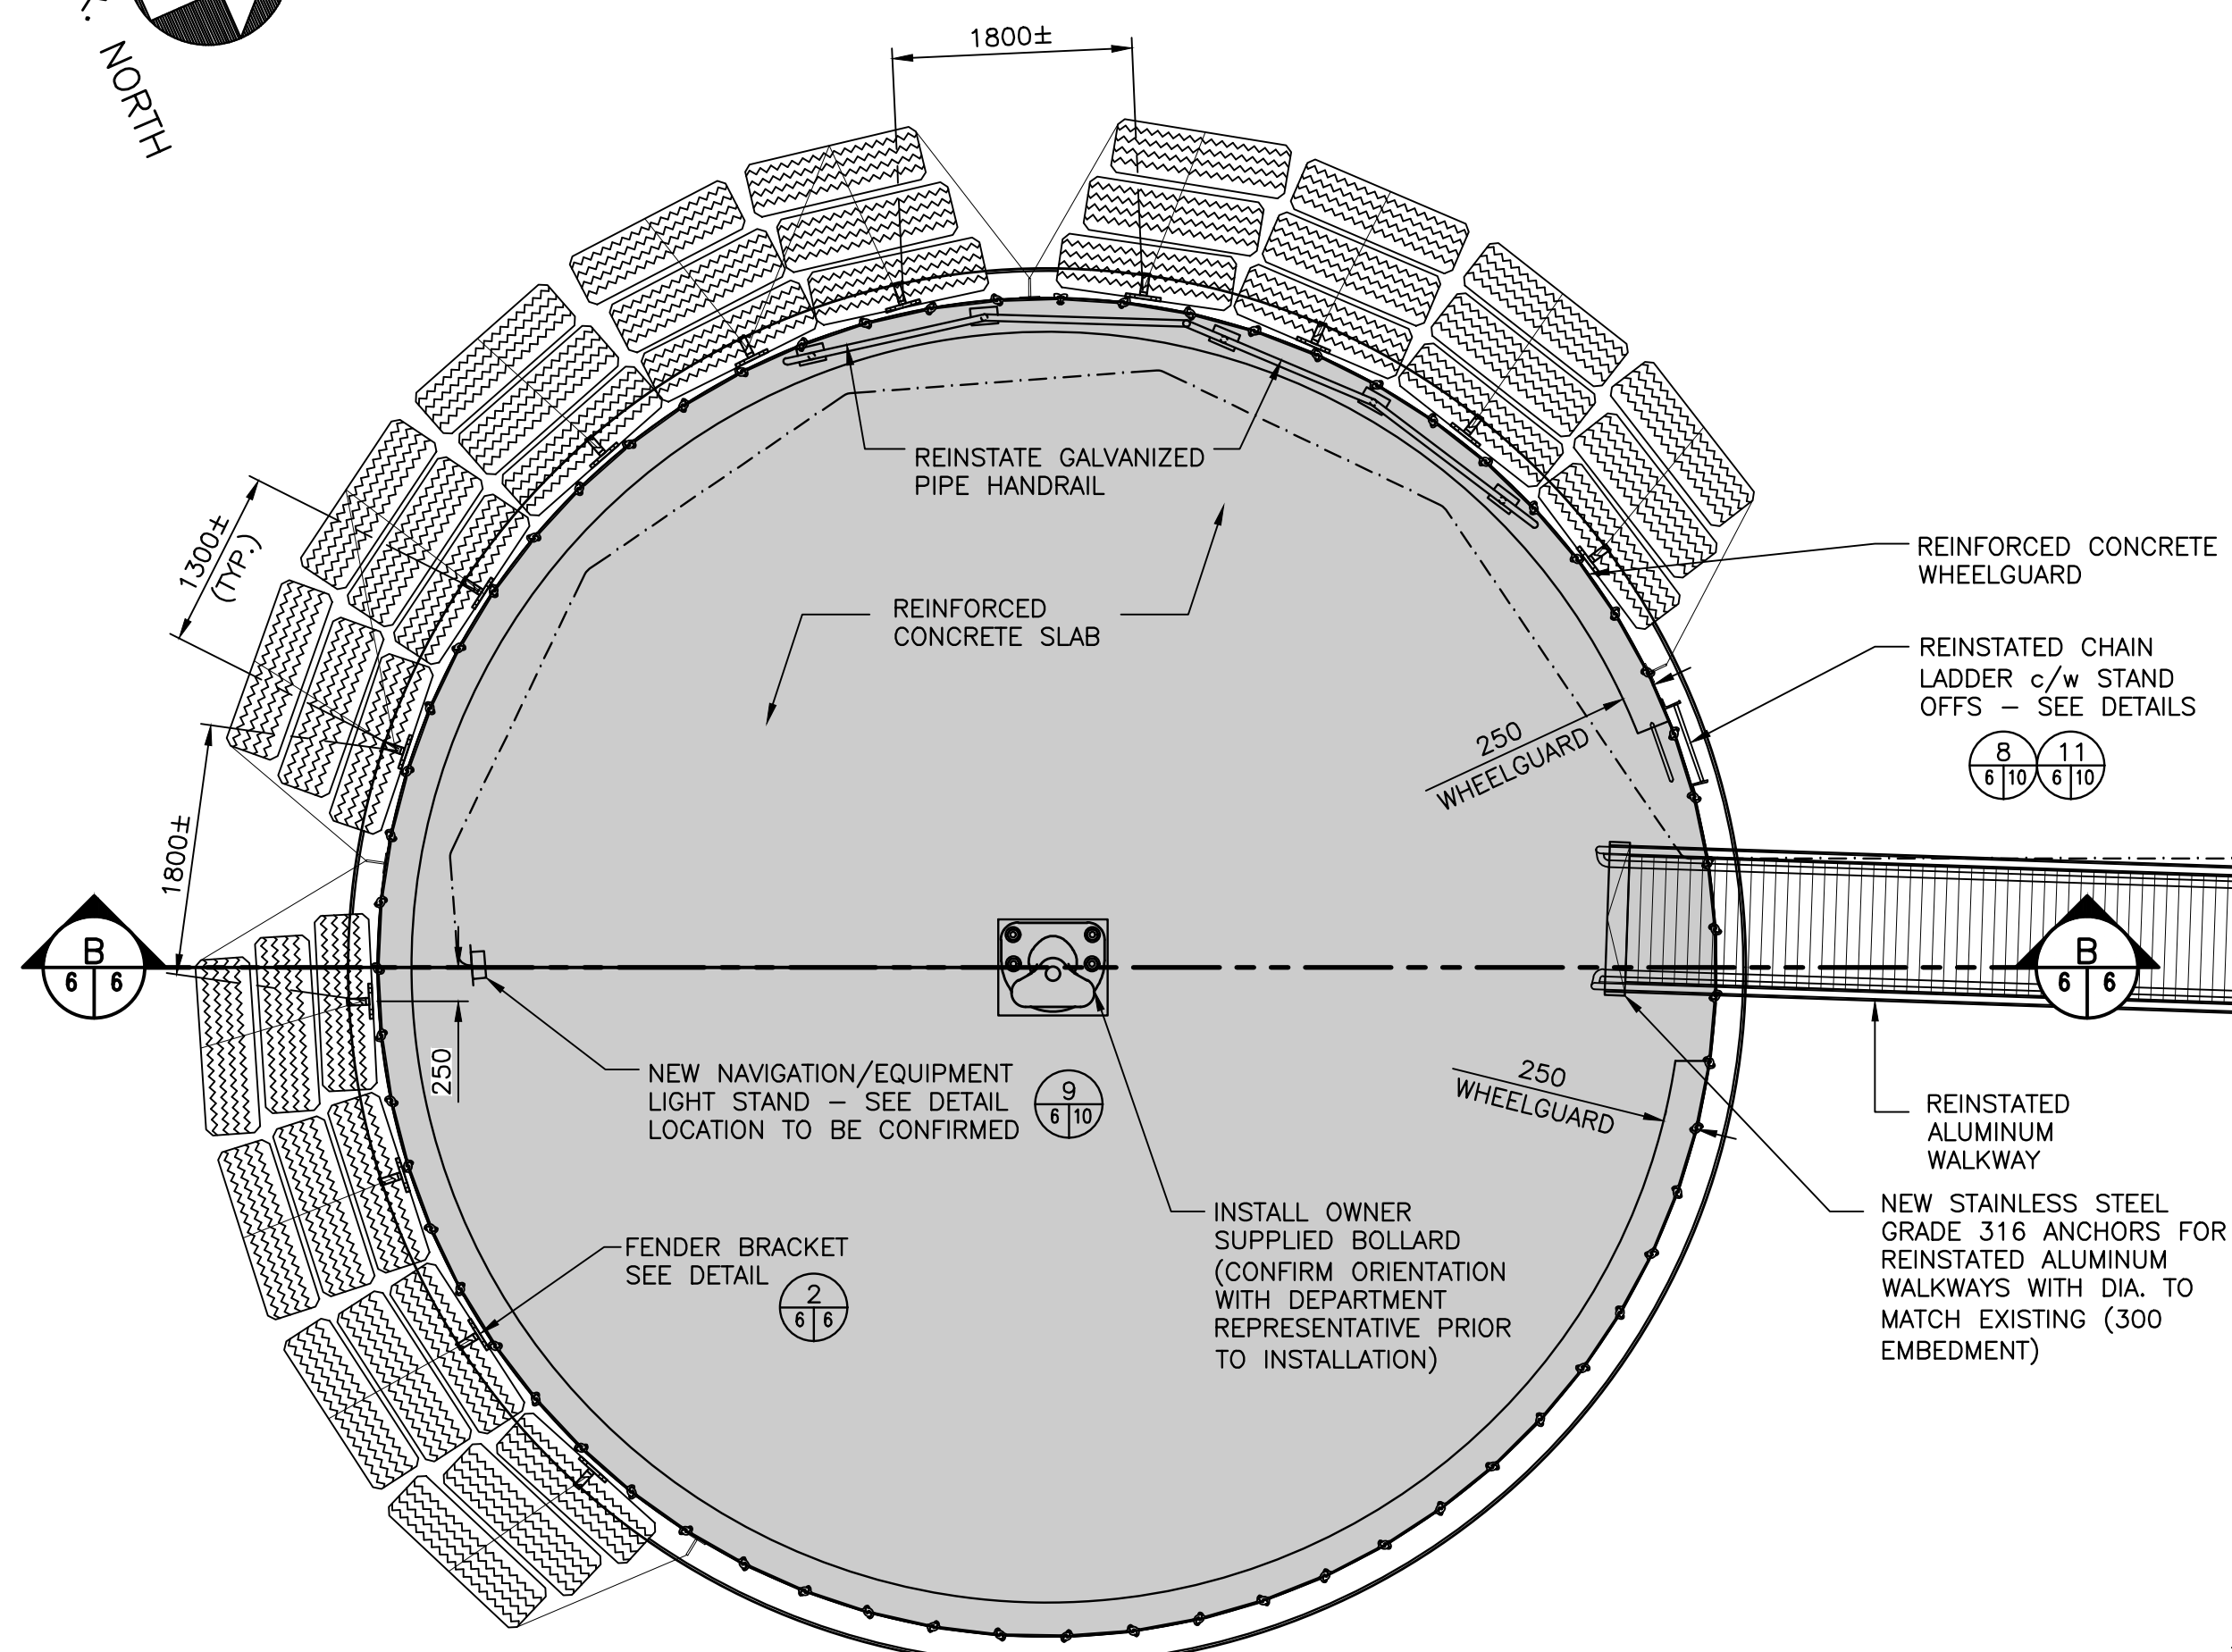 NORTH
1800±
REINSTATE GALVANIZED
PIPE HANDRAIL
1300±
(TYP.)
REINFORCED CONCRETE
WHEELGUARD
REINFORCED
CONCRETE SLAB
REINSTATED CHAIN
LADDER c/w STAND
OFFS – SEE DETAILS
8
6 10
11
6 10
250
WHEELGUARD
1800±
B
6 6
B
6 6
250
NEW NAVIGATION/EQUIPMENT
LIGHT STAND – SEE DETAIL
LOCATION TO BE CONFIRMED
9
6 10
250
WHEELGUARD
REINSTATED
ALUMINUM
WALKWAY
NEW STAINLESS STEEL
GRADE 316 ANCHORS FOR
REINSTATED ALUMINUM
WALKWAYS WITH DIA. TO
MATCH EXISTING (300
EMBEDMENT)
INSTALL OWNER
SUPPLIED BOLLARD
(CONFIRM ORIENTATION
WITH DEPARTMENT
REPRESENTATIVE PRIOR
TO INSTALLATION)
FENDER BRACKET
SEE DETAIL
2
6 6